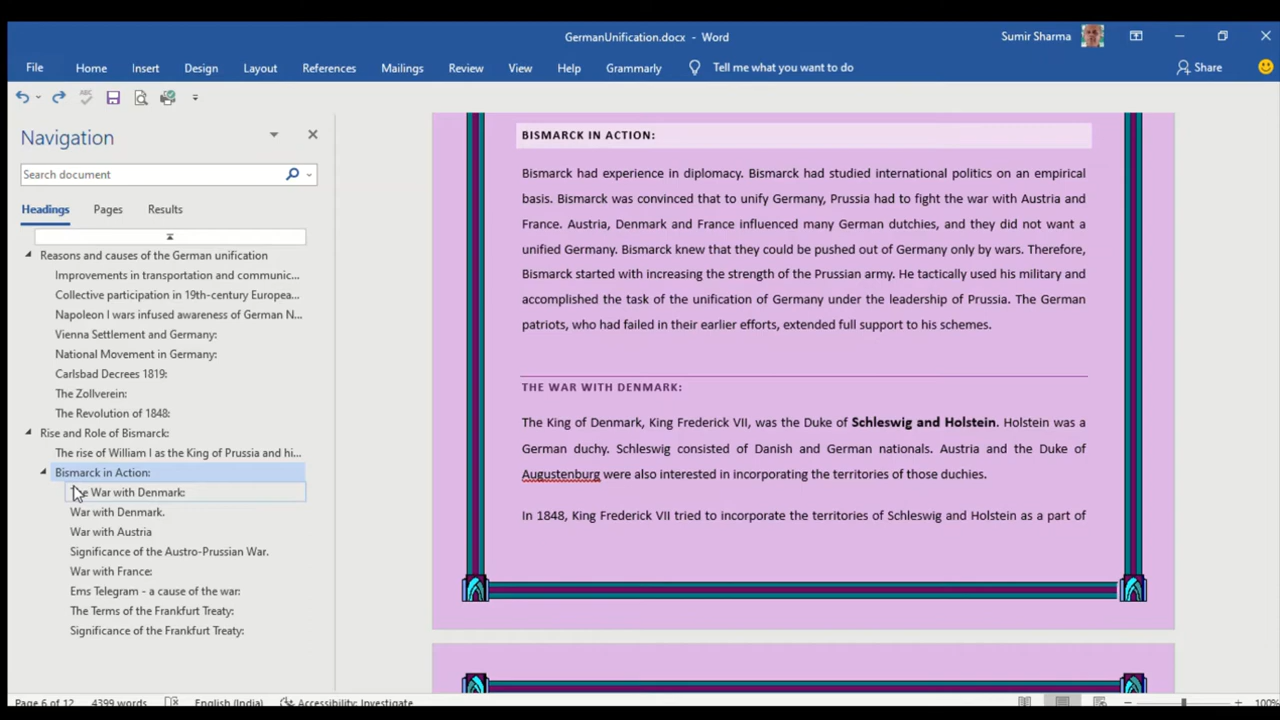 GermanUnification.docx - Word
Sumir Sharma
File Home Insert Design Layout References Mailings Review View Help Grammarly Tell me what you want to do Share
Navigation
Search document
Headings Pages Results
Reasons and causes of the German unification
Improvements in transportation and communic...
Collective participation in 19th-century Europea...
Napoleon I wars infused awareness of German N...
Vienna Settlement and Germany:
National Movement in Germany:
Carlsbad Decrees 1819:
The Zollverein:
The Revolution of 1848:
Rise and Role of Bismarck:
The rise of William I as the King of Prussia and hi...
Bismarck in Action:
War with Denmark:
War with Denmark.
War with Austria
Significance of the Austro-Prussian War.
War with France:
Ems Telegram - a cause of the war:
The Terms of the Frankfurt Treaty:
Significance of the Frankfurt Treaty:
BISMARCK IN ACTION:
Bismarck had experience in diplomacy. Bismarck had studied international politics on an empirical
basis. Bismarck was convinced that to unify Germany, Prussia had to fight the war with Austria and
France. Austria, Denmark and France influenced many German dutchies, and they did not want a
unified Germany. Bismarck knew that they could be pushed out of Germany only by wars. Therefore,
Bismarck started with increasing the strength of the Prussian army. He tactically used his military and
accomplished the task of the unification of Germany under the leadership of Prussia. The German
patriots, who had failed in their earlier efforts, extended full support to his schemes.
THE WAR WITH DENMARK:
The King of Denmark, King Frederick VII, was the Duke of Schleswig and Holstein. Holstein was a
German duchy. Schleswig consisted of Danish and German nationals. Austria and the Duke of
Augustenburg were also interested in incorporating the territories of those duchies.
In 1848, King Frederick VII tried to incorporate the territories of Schleswig and Holstein as a part of
Page 6 of 12 4399 words English (India) Accessibility: Investigate 100%